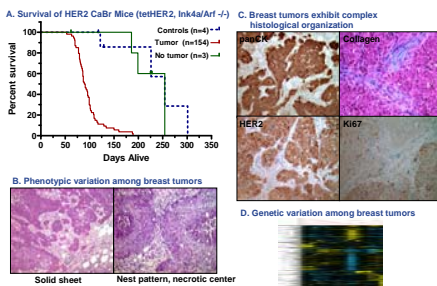 A. Survival of HER2 CaBr Mice (tetHER2, Ink4a/Arf -/-)
Controls (n=4)
Tumor (n=154)
No tumor (n=3)
Percent survival
100
80
60
40
20
0
0 50 100 150 200 250 300 350
Days Alive
B. Phenotypic variation among breast tumors
Solid sheet
Nest pattern, necrotic center
C. Breast tumors exhibit complex
histological organization
panCK
Collagen
HER2
Ki67
D. Genetic variation among breast tumors